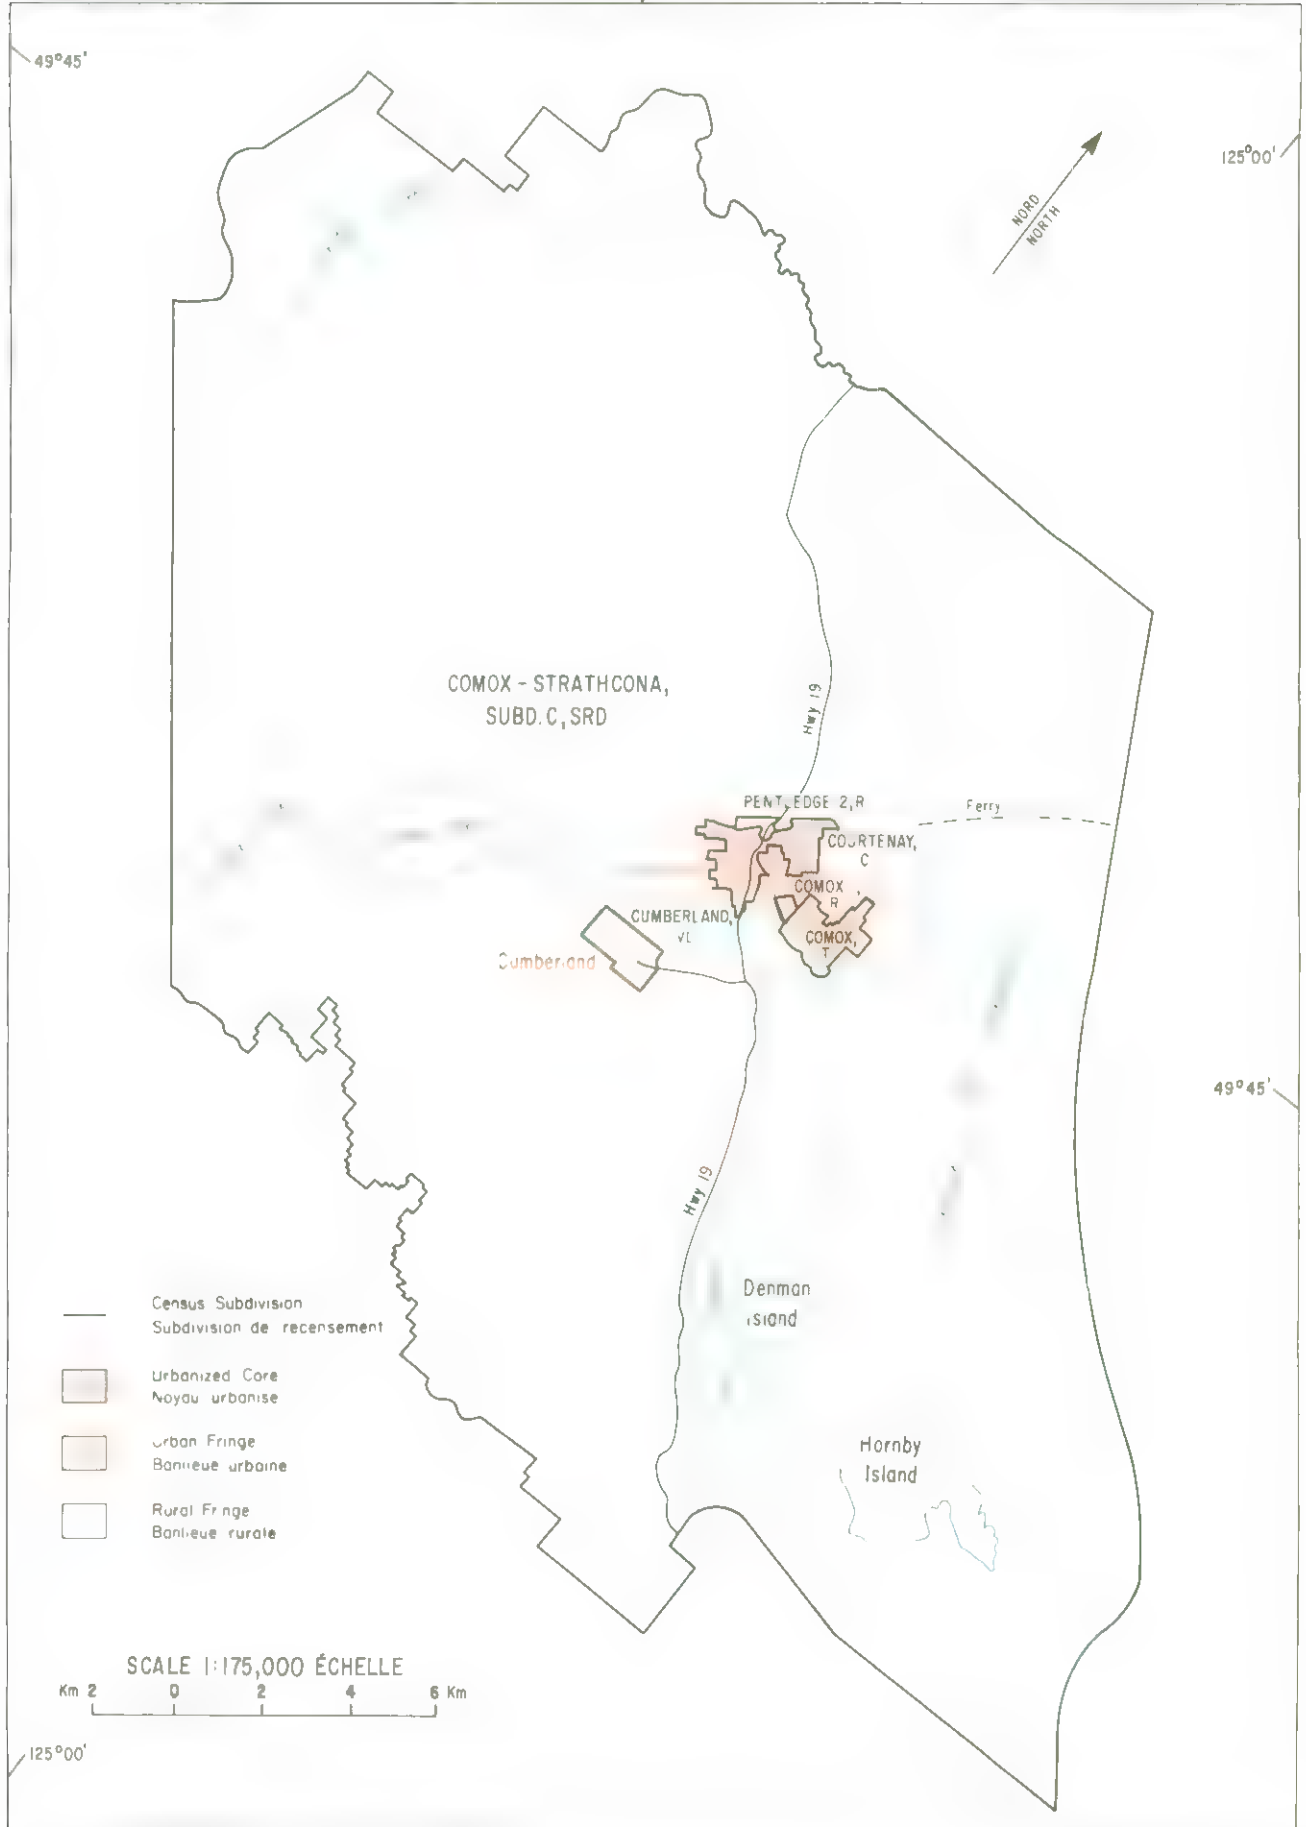 49°45'
125°00'
NORD
NORTH
COMOX - STRATHCONA,
SUBD. C, SRD
Hwy 19
PENT EDGE 2, R
Ferry
COURTENAY,
C
COMOX ,
R
CUMBERLAND,
VL
COMOX,
T
Cumberland
49°45'
Hwy 19
Denman
Island
Census Subdivision
Subdivision de recensement
Urbanized Core
Noyau urbanise
Urban Fringe
Banlieue urbaine
Hornby
Island
Rural Fringe
Banlieue rurale
SCALE 1:175,000 ÉCHELLE
Km 2 0 2 4 6 Km
125°00'